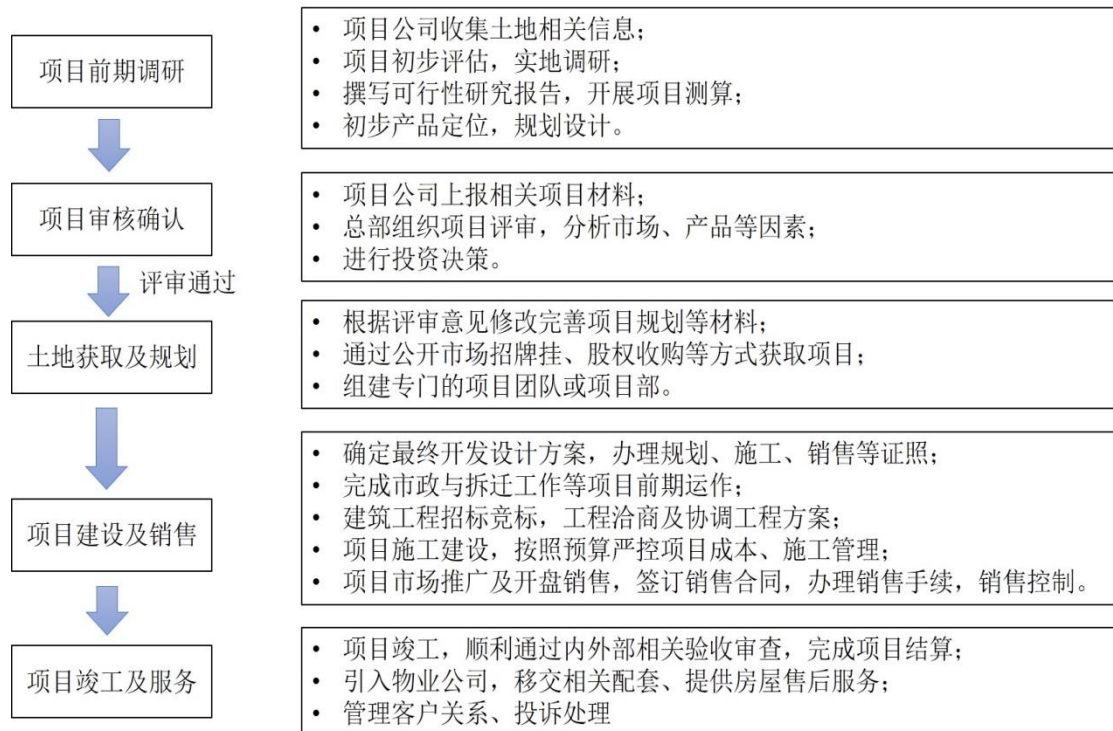 项目前期调研
• 项目公司收集土地相关信息；
• 项目初步评估，实地调研；
• 撰写可行性研究报告，开展项目测算；
• 初步产品定位，规划设计。
项目审核确认
• 项目公司上报相关项目材料；
• 总部组织项目评审，分析市场、产品等因素；
• 进行投资决策。
评审通过
土地获取及规划
• 根据评审意见修改完善项目规划等材料；
• 通过公开市场招牌挂、股权收购等方式获取项目；
• 组建专门的项目团队或项目部。
项目建设及销售
• 确定最终开发设计方案，办理规划、施工、销售等证照；
• 完成市政与拆迁工作等项目前期运作；
• 建筑工程招标竞标，工程洽商及协调工程方案；
• 项目施工建设，按照预算严控项目成本、施工管理；
• 项目市场推广及开盘销售，签订销售合同，办理销售手续，销售控制。
项目竣工及服务
• 项目竣工，顺利通过内外部相关验收审查，完成项目结算；
• 引入物业公司，移交相关配套、提供房屋售后服务；
• 管理客户关系、投诉处理